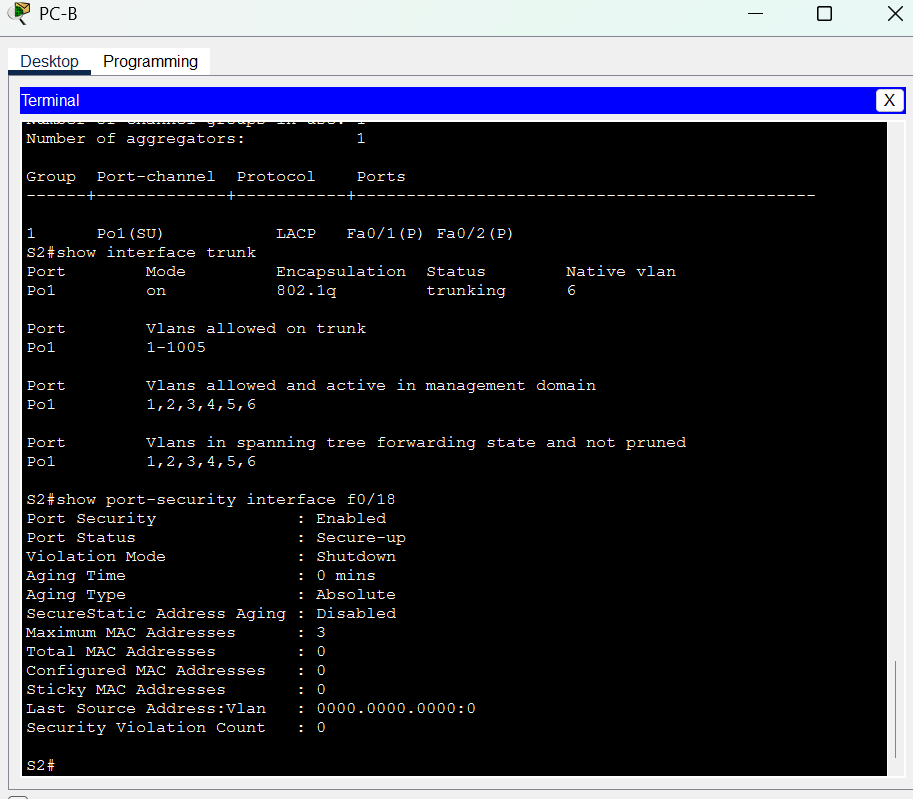 PC-B
Desktop Programming
Terminal X
Number of channel groups in use: 1
Number of aggregators: 1
Group Port-channel Protocol Ports
------+-------------+-----------+----------------------------------------------
1 Po1(SU) LACP Fa0/1(P) Fa0/2(P)
S2#show interface trunk
Port Mode Encapsulation Status Native vlan
Po1 on 802.1q trunking 6
Port Vlans allowed on trunk
Po1 1-1005
Port Vlans allowed and active in management domain
Po1 1,2,3,4,5,6
Port Vlans in spanning tree forwarding state and not pruned
Po1 1,2,3,4,5,6
S2#show port-security interface f0/18
Port Security : Enabled
Port Status : Secure-up
Violation Mode : Shutdown
Aging Time : 0 mins
Aging Type : Absolute
SecureStatic Address Aging : Disabled
Maximum MAC Addresses : 3
Total MAC Addresses : 0
Configured MAC Addresses : 0
Sticky MAC Addresses : 0
Last Source Address:Vlan : 0000.0000.0000:0
Security Violation Count : 0
S2#